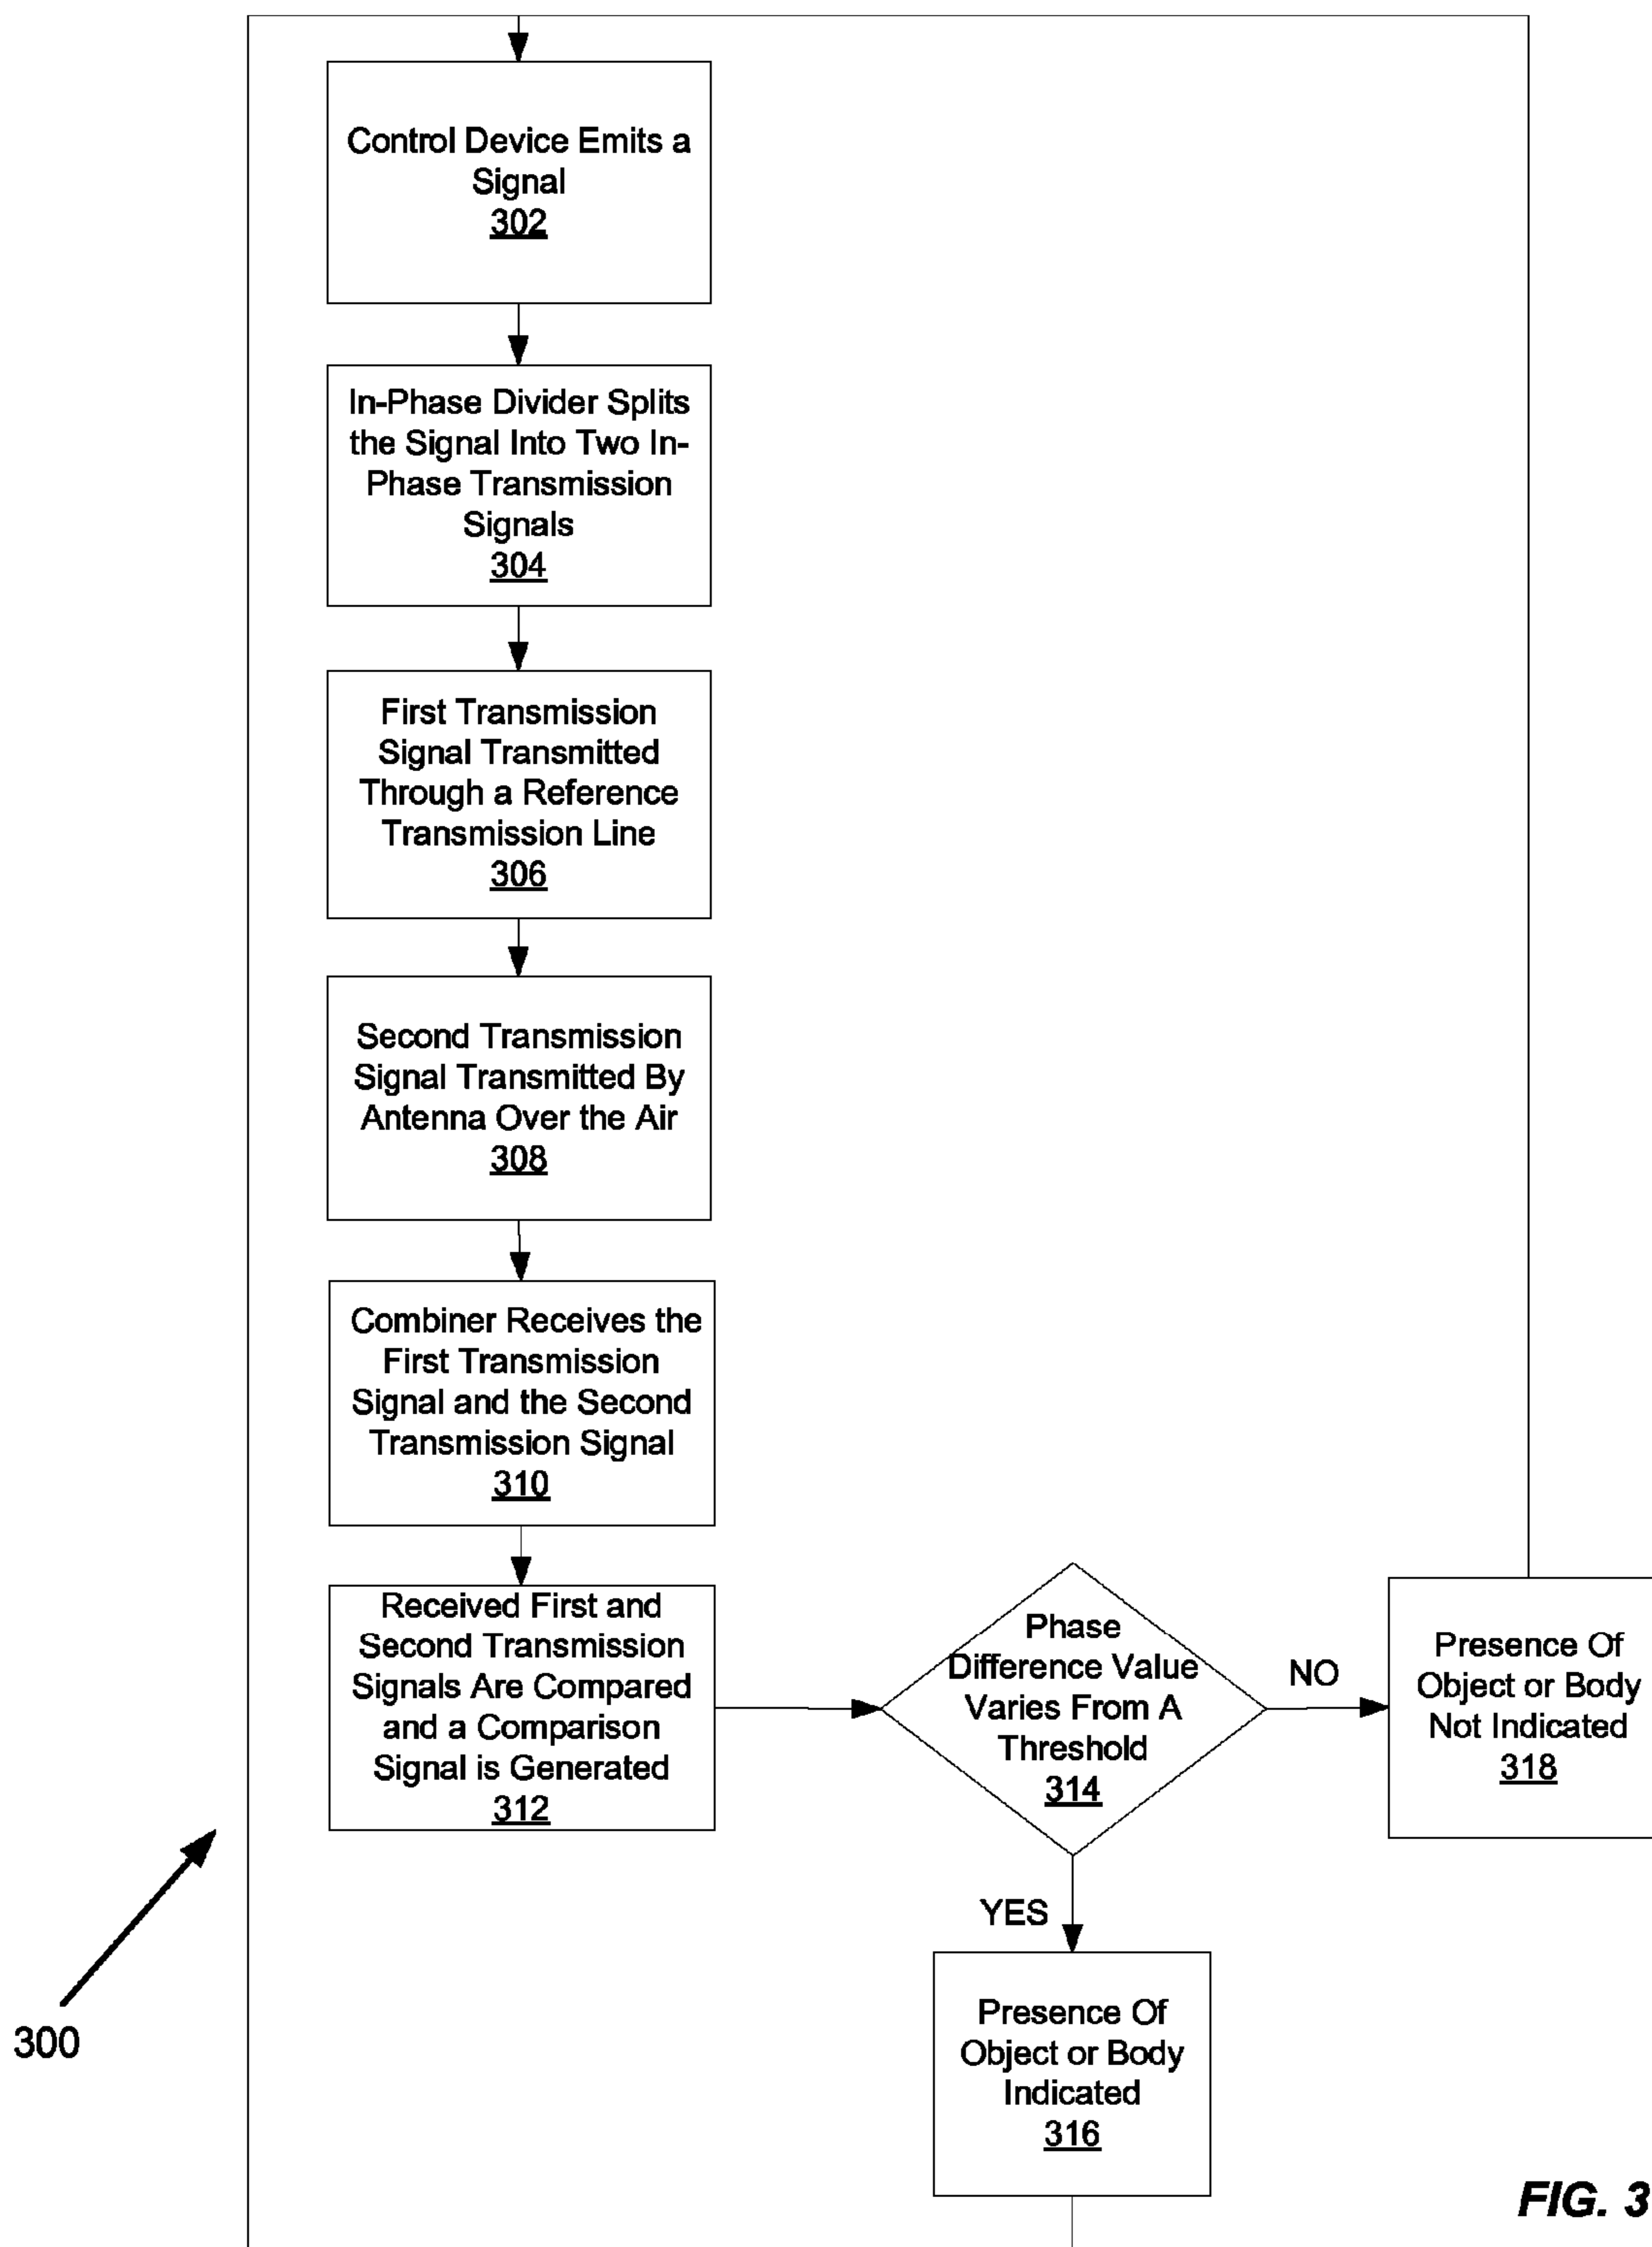 Control Device Emits a
Signal
302
In-Phase Divider Splits
the Signal Into Two In-
Phase Transmission
Signals
304
First Transmission
Signal Transmitted
Through a Reference
Transmission Line
306
Second Transmission
Signal Transmitted By
Antenna Over the Air
308
Combiner Receives the
First Transmission
Signal and the Second
Transmission Signal
310
Received First and
Second Transmission
Signals Are Compared
and a Comparison
Signal is Generated
312
Phase
Difference Value
Varies From A
Threshold
314
NO
Presence Of
Object or Body
Not Indicated
318
YES
Presence Of
Object or Body
Indicated
316
300
FIG. 3